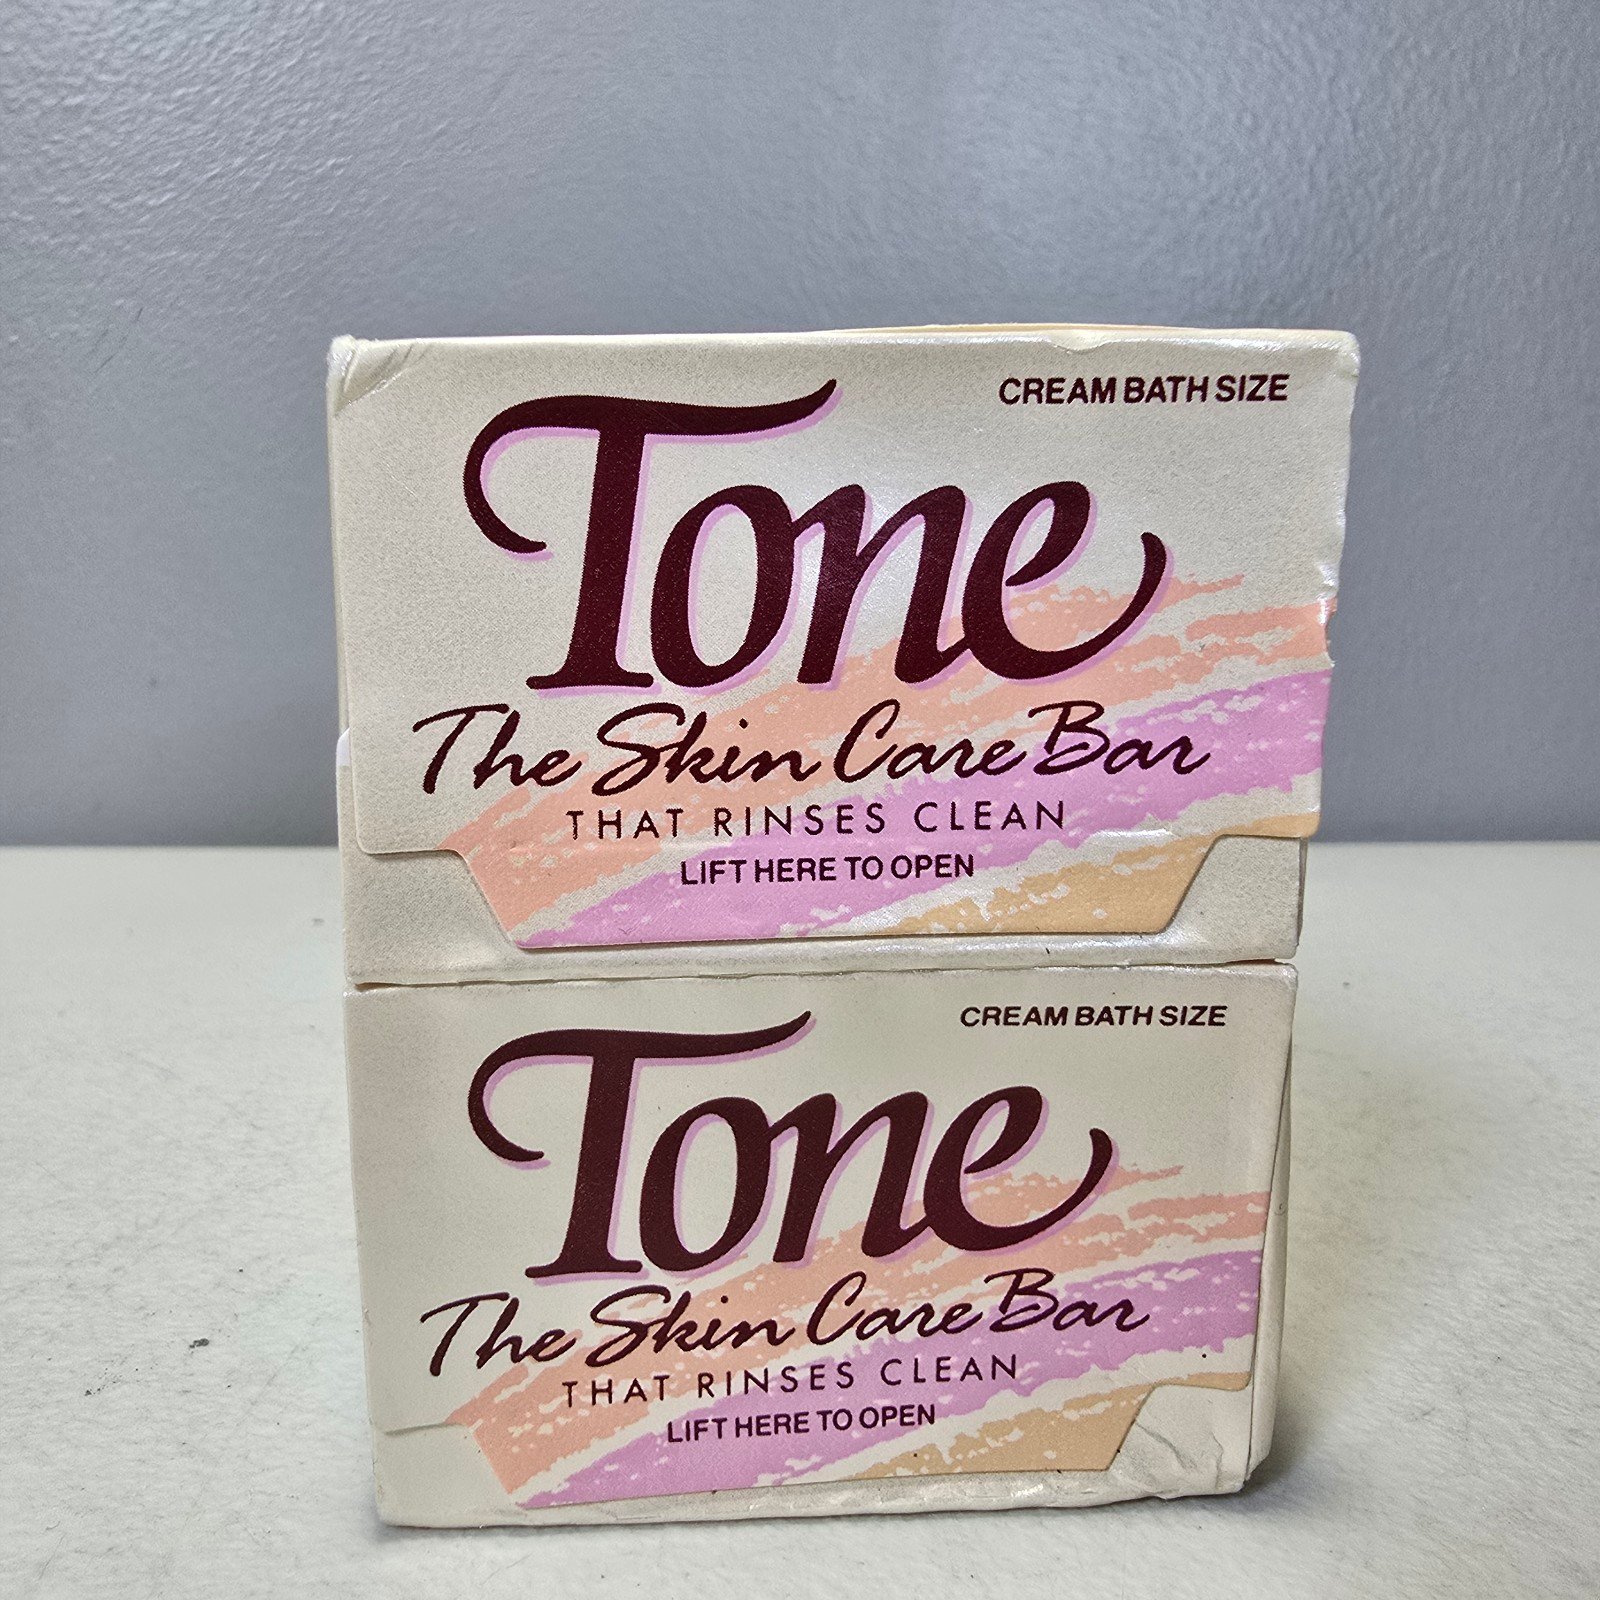 CREAM BATH SIZE
Tone
The Skin Care Bar
THAT RINSES CLEAN
LIFT HERE TO OPEN
CREAM BATH SIZE
Tone
The Skin Care Bar
THAT RINSES CLEAN
LIFT HERE TO OPEN